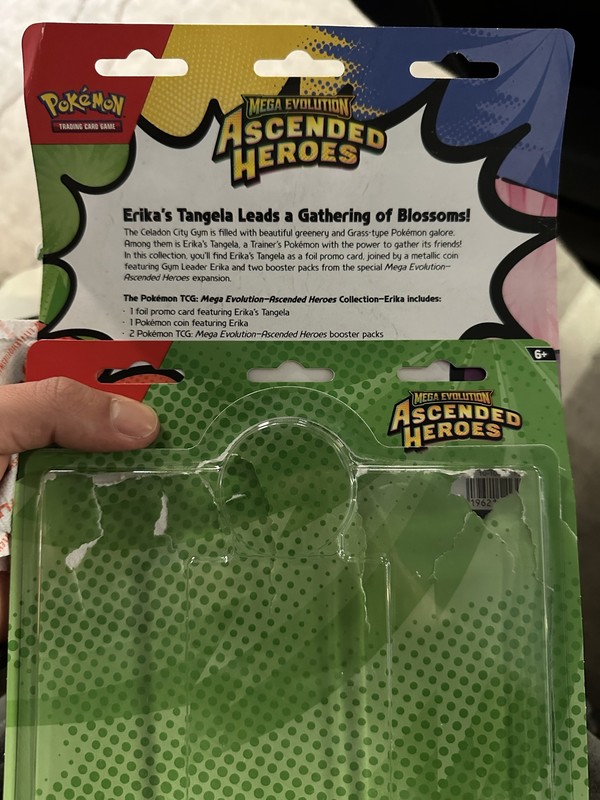 POKéMON
TRADING CARD GAME
MEGA EVOLUTION
ASCENDED
HEROES
Erika's Tangela Leads a Gathering of Blossoms!
The Celadon City Gym is filled with beautiful greenery and Grass-type Pokémon galore.
Among them is Erika's Tangela, a Trainer's Pokémon with the power to gather its friends!
In this collection, you'll find Erika's Tangela as a foil promo card, joined by a metallic coin
featuring Gym Leader Erika and two booster packs from the special Mega Evolution—
Ascended Heroes expansion.
The Pokémon TCG: Mega Evolution—Ascended Heroes Collection—Erika includes:
· 1 foil promo card featuring Erika's Tangela
· 1 Pokémon coin featuring Erika
· 2 Pokémon TCG: Mega Evolution—Ascended Heroes booster packs
6+
MEGA EVOLUTION
ASCENDED
HEROES